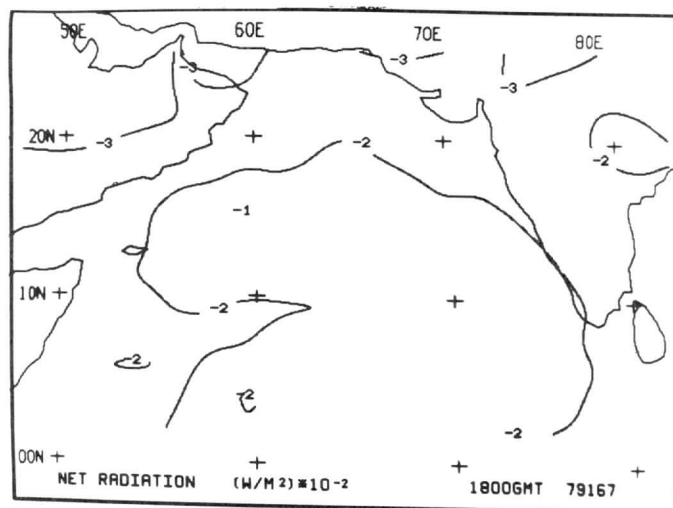 50E 60E 70E 80E
-3 -3 -3
-3
20N -3 -2 -2
-1
10N -2
-2
-2
-2
00N
NET RADIATION (W/M²)*10⁻² 1800GMT 79167